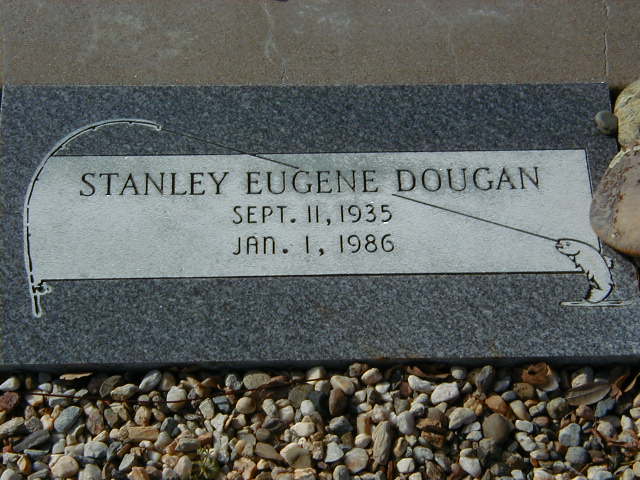 STANLEY EUGENE DOUGAN
SEPT. 11, 1935
JAN. 1, 1986